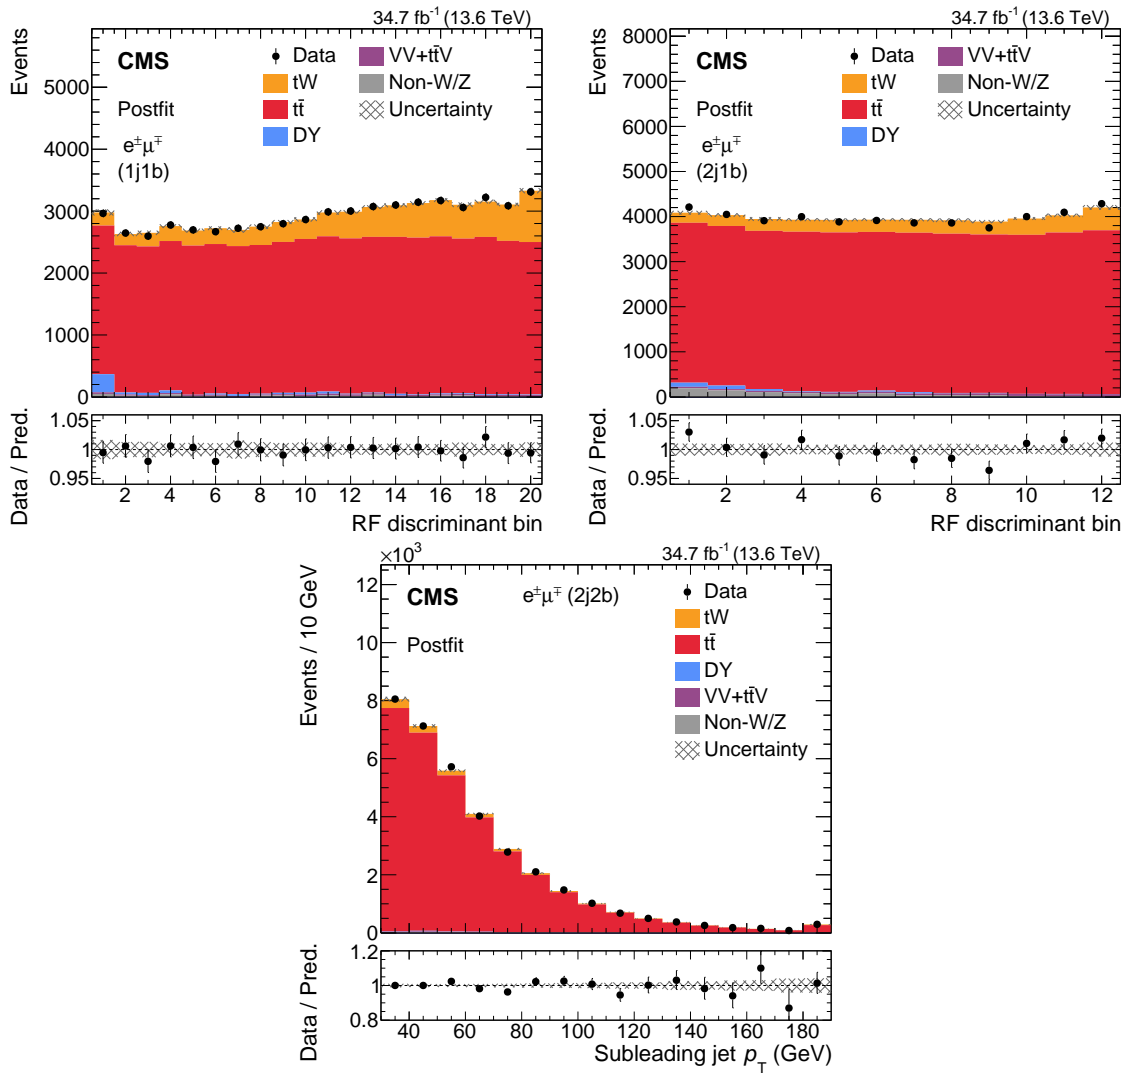 34.7 fb⁻¹ (13.6 TeV)
Events
CMS
Postfit
e±μ∓
(1j1b)
Data
tW
tt̄
DY
VV+tt̄V
Non-W/Z
Uncertainty
5000
4000
3000
2000
1000
0
Data / Pred.
1.05
1
0.95
2 4 6 8 10 12 14 16 18 20
RF discriminant bin
34.7 fb⁻¹ (13.6 TeV)
Events
CMS
Postfit
e±μ∓
(2j1b)
Data
tW
tt̄
DY
VV+tt̄V
Non-W/Z
Uncertainty
8000
7000
6000
5000
4000
3000
2000
1000
0
Data / Pred.
1.05
1
0.95
2 4 6 8 10 12
RF discriminant bin
×10³
34.7 fb⁻¹ (13.6 TeV)
Events / 10 GeV
CMS
e±μ∓ (2j2b)
Postfit
Data
tW
tt̄
DY
VV+tt̄V
Non-W/Z
Uncertainty
12
10
8
6
4
2
0
Data / Pred.
1.2
1
0.8
40 60 80 100 120 140 160 180
Subleading jet p_T (GeV)